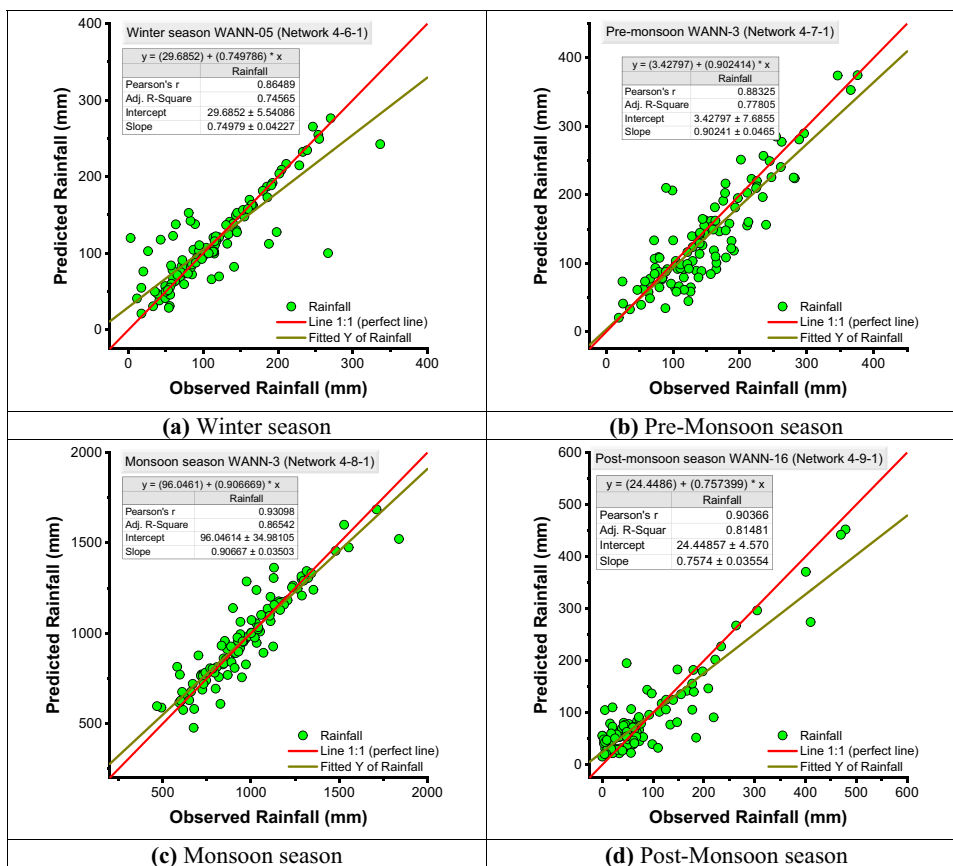 Winter season WANN-05 (Network 4-6-1)
y = (29.6852) + (0.749786) * x
Rainfall
Pearson's r 0.86489
Adj. R-Square 0.74565
Intercept 29.6852 ± 5.54086
Slope 0.74979 ± 0.04227
400
300
200
100
0
Predicted Rainfall (mm)
Rainfall
Line 1:1 (perfect line)
Fitted Y of Rainfall
0 100 200 300 400
Observed Rainfall (mm)
(a) Winter season
Pre-monsoon WANN-3 (Network 4-7-1)
y = (3.42797) + (0.902414) * x
Rainfall
Pearson's r 0.88325
Adj. R-Square 0.77805
Intercept 3.42797 ± 7.6855
Slope 0.90241 ± 0.0465
400
300
200
100
0
Predicted Rainfall (mm)
Rainfall
Line 1:1 (perfect line)
Fitted Y of Rainfall
0 100 200 300 400
Observed Rainfall (mm)
(b) Pre-Monsoon season
Monsoon season WANN-3 (Network 4-8-1)
y = (96.0461) + (0.906669) * x
Rainfall
Pearson's r 0.93098
Adj. R-Square 0.86542
Intercept 96.04614 ± 34.98105
Slope 0.90667 ± 0.03503
2000
1500
1000
500
Predicted Rainfall (mm)
Rainfall
Line 1:1 (perfect line)
Fitted Y of Rainfall
500 1000 1500 2000
Observed Rainfall (mm)
(c) Monsoon season
Post-monsoon season WANN-16 (Network 4-9-1)
y = (24.4486) + (0.757399) * x
Rainfall
Pearson's r 0.90366
Adj. R-Squar 0.81481
Intercept 24.44857 ± 4.570
Slope 0.7574 ± 0.03554
600
500
400
300
200
100
0
Predicted Rainfall (mm)
Rainfall
Line 1:1 (perfect line)
Fitted Y of Rainfall
0 100 200 300 400 500 600
Observed Rainfall (mm)
(d) Post-Monsoon season